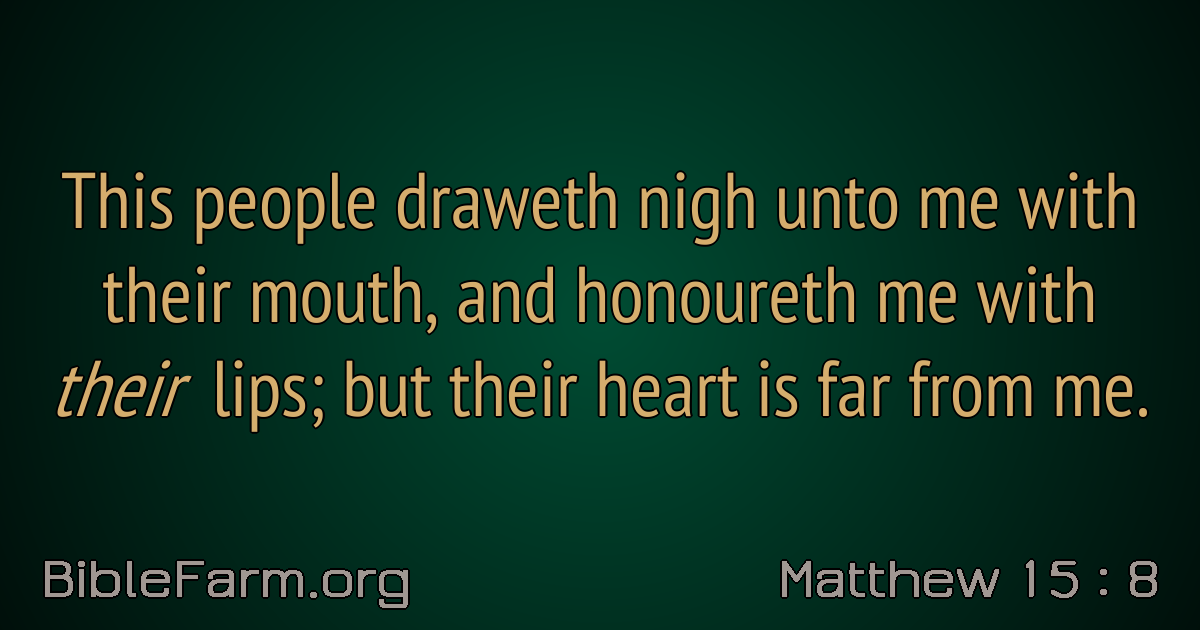 This people draweth nigh unto me with
their mouth, and honoureth me with
their lips; but their heart is far from me.
BibleFarm.org
Matthew 15 : 8